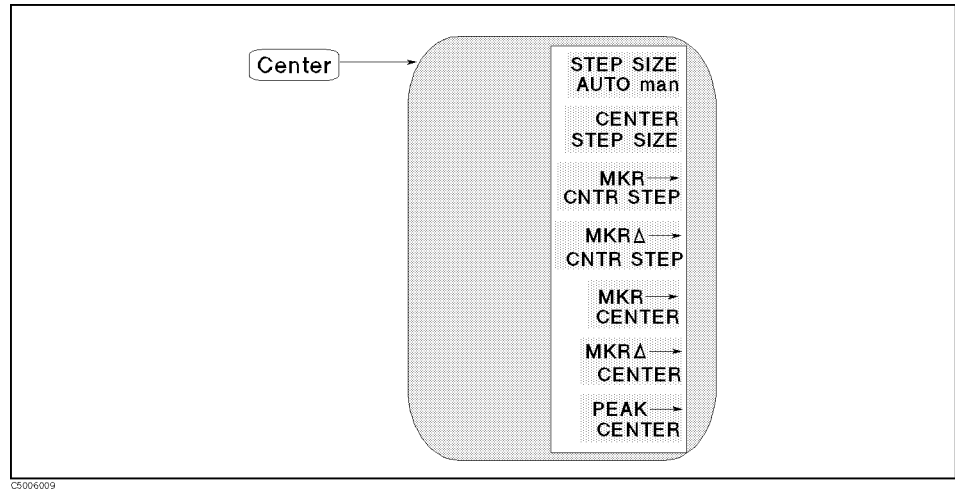 Center
STEP SIZE
AUTO man
CENTER
STEP SIZE
MKR→
CNTR STEP
MKRΔ→
CNTR STEP
MKR→
CENTER
MKRΔ→
CENTER
PEAK→
CENTER
C5006009